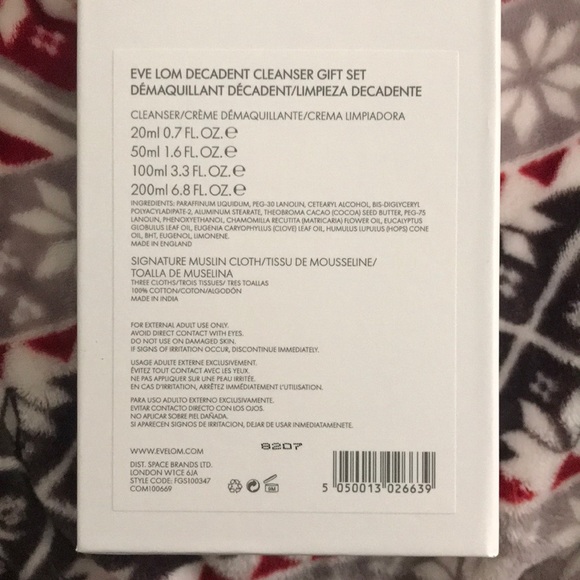 EVE LOM DECADENT CLEANSER GIFT SET
DÉMAQUILLANT DÉCADENT/LIMPIEZA DECADENTE
CLEANSER/CRÈME DÉMAQUILLANTE/CREMA LIMPIADORA
20ml 0.7 FL.OZ.℮
50ml 1.6 FL.OZ.℮
100ml 3.3 FL.OZ.℮
200ml 6.8 FL.OZ.℮
INGREDIENTS: PARAFFINUM LIQUIDUM, PEG-30 LANOLIN, CETEARYL ALCOHOL, BIS-DIGLYCERYL
POLYACYLADIPATE-2, ALUMINUM STEARATE, THEOBROMA CACAO (COCOA) SEED BUTTER, PEG-75
LANOLIN, PHENOXYETHANOL, CHAMOMILLA RECUTITA (MATRICARIA) FLOWER OIL, EUCALYPTUS
GLOBULUS LEAF OIL, EUGENIA CARYOPHYLLUS (CLOVE) LEAF OIL, HUMULUS LUPULUS (HOPS) CONE
OIL, BHT, EUGENOL, LIMONENE.
MADE IN ENGLAND
SIGNATURE MUSLIN CLOTH/TISSU DE MOUSSELINE/
TOALLA DE MUSELINA
THREE CLOTHS/TROIS TISSUES/ TRES TOALLAS
100% COTTON/COTON/ALGODÓN
MADE IN INDIA
FOR EXTERNAL ADULT USE ONLY.
AVOID DIRECT CONTACT WITH EYES.
DO NOT USE ON DAMAGED SKIN.
IF SIGNS OF IRRITATION OCCUR, DISCONTINUE IMMEDIATELY.
USAGE ADULTE EXTERNE EXCLUSIVEMENT.
ÉVITEZ TOUT CONTACT AVEC LES YEUX.
NE PAS APPLIQUER SUR UNE PEAU IRRITÉE.
EN CAS D'IRRITATION, ARRÊTEZ IMMÉDIATEMENT L'UTILISATION.
PARA USO ADULTO EXTERNO EXCLUSIVAMENTE.
EVITAR CONTACTO DIRECTO CON LOS OJOS.
NO APLICAR SOBRE PIEL DAÑADA.
SI APARECEN SIGNOS DE IRRITACIÓN, DEJAR DE USAR INMEDIATAMENETE.
8207
WWW.EVELOM.COM
DIST. SPACE BRANDS LTD.
LONDON W1CE 6JA
STYLE CODE: FGS100347
COM100669
5 050013 026639